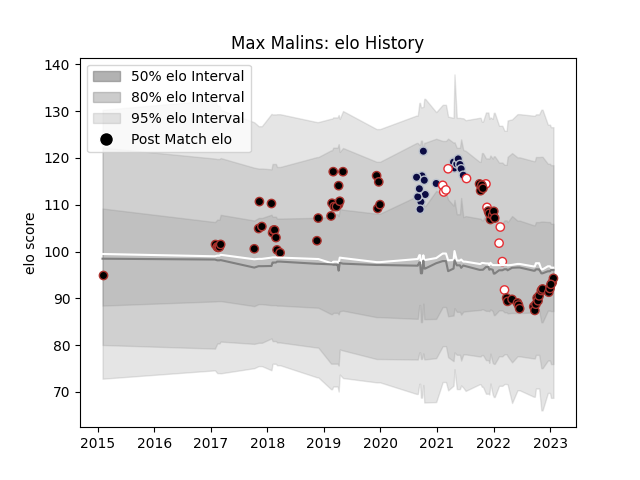 Max Malins: elo History
50% elo Interval
80% elo Interval
95% elo Interval
Post Match elo
elo score
140
130
120
110
100
90
80
70
2015 2016 2017 2018 2019 2020 2021 2022 2023